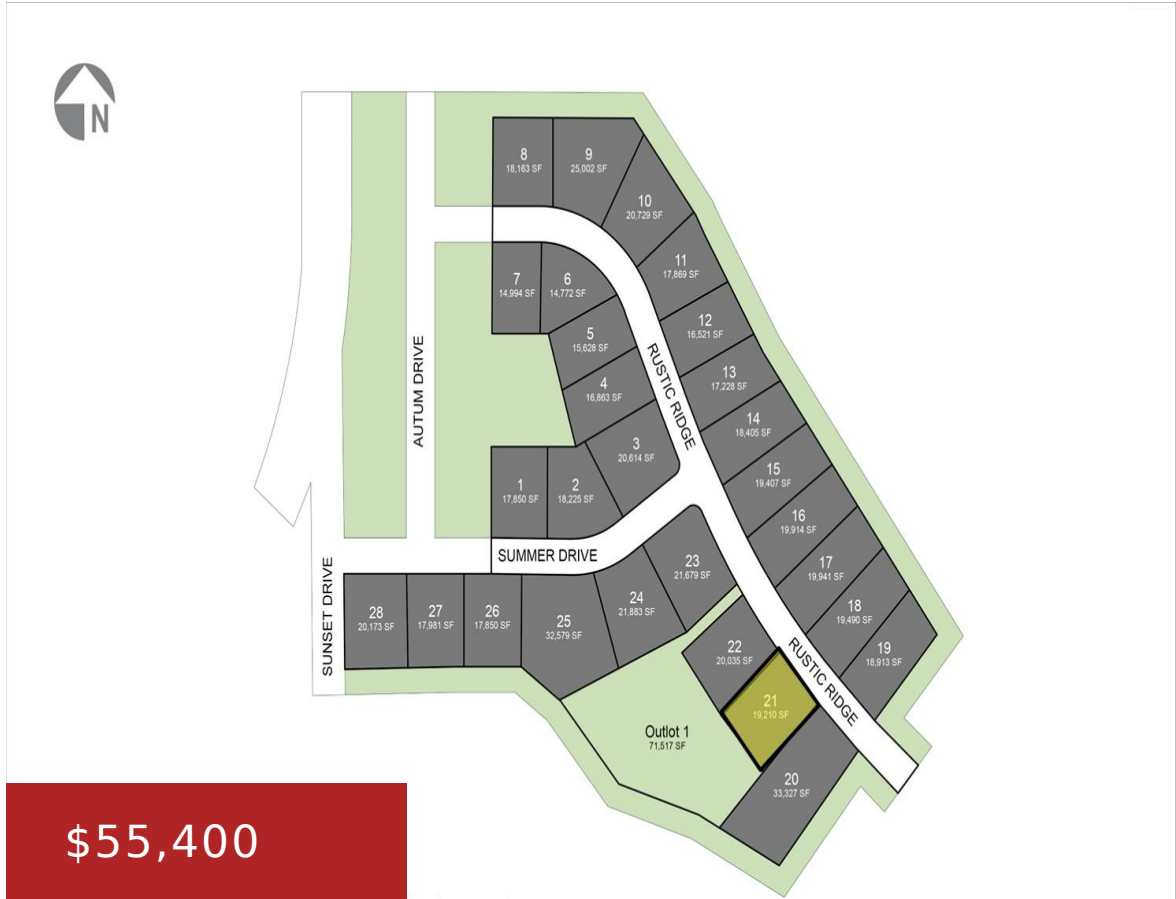 N
8
18,163 SF
9
25,002 SF
10
20,729 SF
11
17,869 SF
7
14,994 SF
6
14,772 SF
12
16,521 SF
5
15,628 SF
13
17,228 SF
4
16,863 SF
14
18,405 SF
AUTUM DRIVE
RUSTIC RIDGE
3
20,614 SF
15
19,407 SF
1
17,850 SF
2
18,225 SF
16
19,914 SF
SUMMER DRIVE
17
19,941 SF
23
21,679 SF
SUNSET DRIVE
28
20,173 SF
27
17,981 SF
26
17,850 SF
25
32,579 SF
24
21,883 SF
18
19,490 SF
22
20,035 SF
19
18,913 SF
RUSTIC RIDGE
21
19,210 SF
Outlot 1
71,517 SF
20
33,327 SF
$55,400